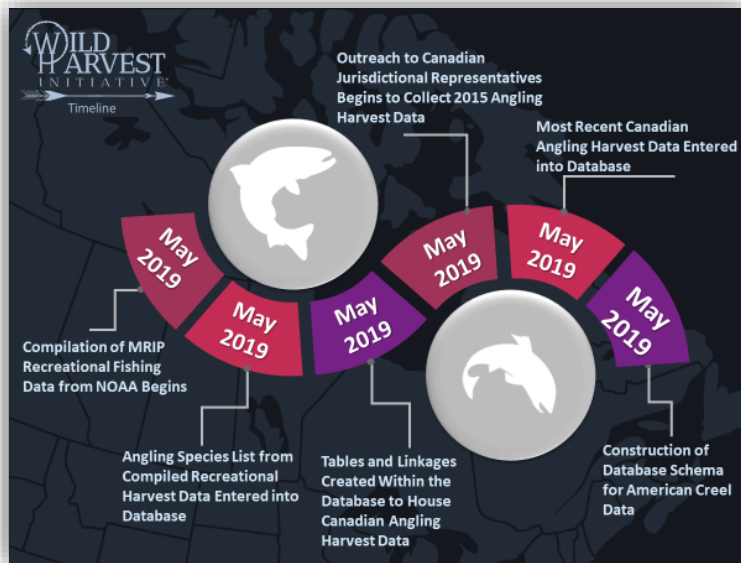 WILD
HARVEST
INITIATIVE®
Timeline
Outreach to Canadian
Jurisdictional Representatives
Begins to Collect 2015 Angling
Harvest Data
Most Recent Canadian
Angling Harvest Data Entered
into Database
May
2019
May
2019
May
2019
May
2019
May
2019
May
2019
Compilation of MRIP
Recreational Fishing
Data from NOAA Begins
Angling Species List from
Compiled Recreational
Harvest Data Entered into
Database
Tables and Linkages
Created Within the
Database to House
Canadian Angling
Harvest Data
Construction of
Database Schema
for American Creel
Data